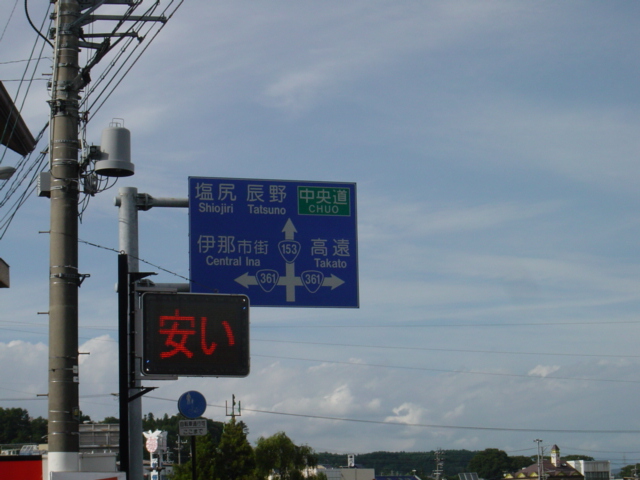 塩尻 辰野 中央道
Shiojiri Tatsuno CHUO
153
伊那市街 高遠
Central Ina Takato
361 361
安い